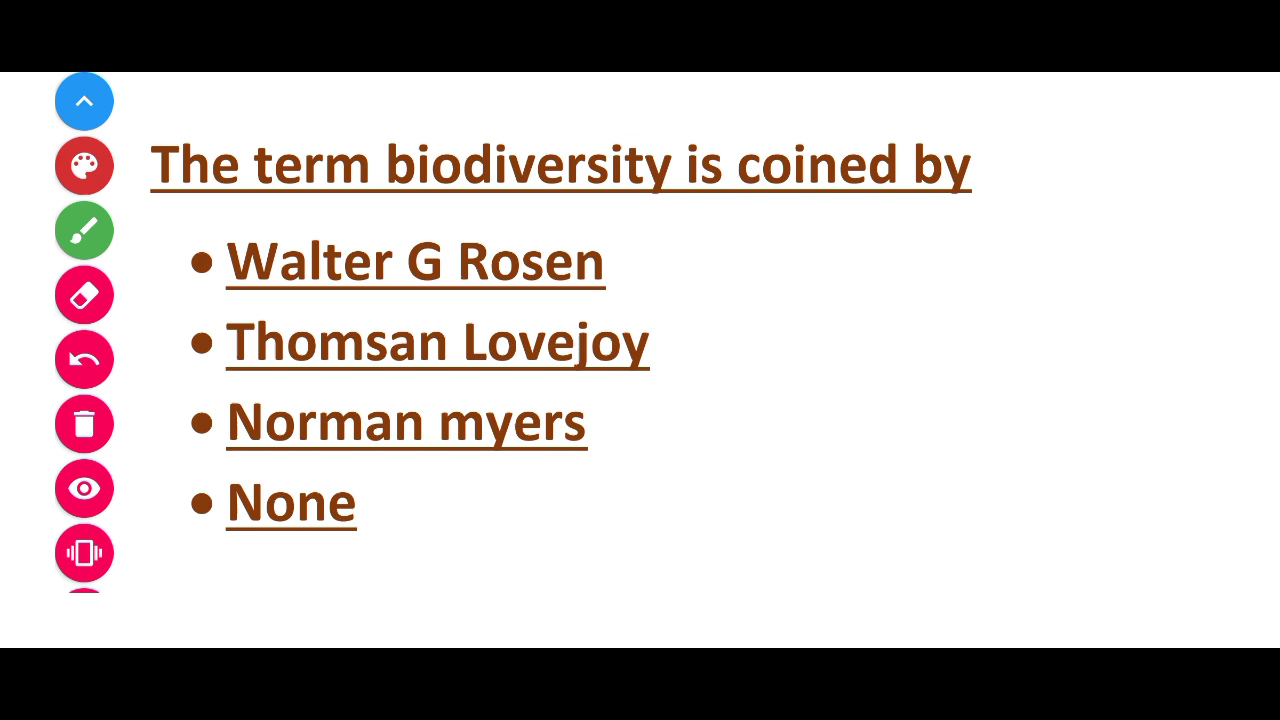 The term biodiversity is coined by
• Walter G Rosen
• Thomsan Lovejoy
• Norman myers
• None